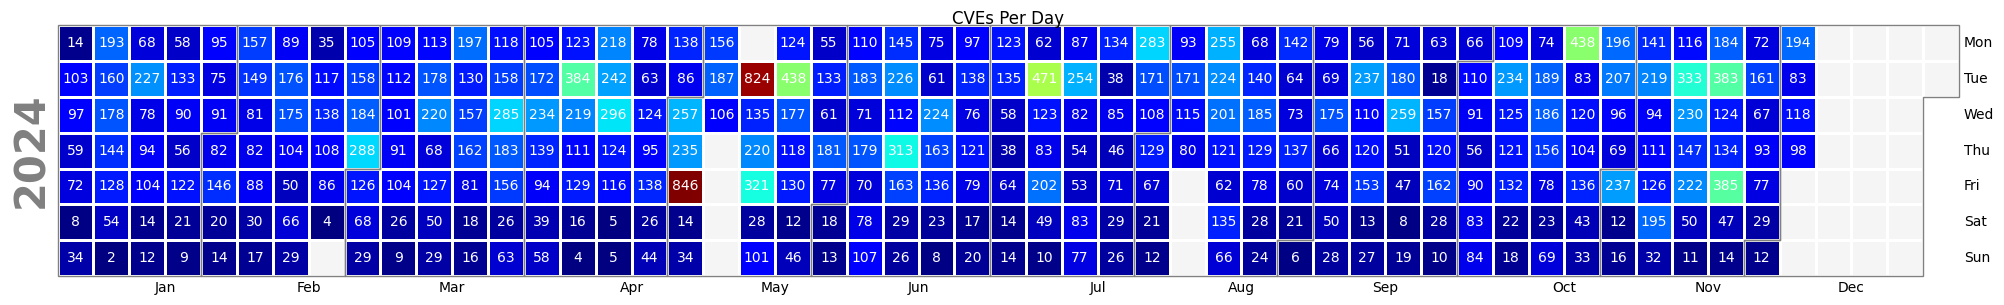 CVEs Per Day
14 193 68 58 95 157 89 35 105 109 113 197 118 105 123 218 78 138 156 124 55 110 145 75 97 123 62 87 134 283 93 255 68 142 79 56 71 63 66 109 74 438 196 141 116 184 72 194 Mon
103 160 227 133 75 149 176 117 158 112 178 130 158 172 384 242 63 86 187 824 438 133 183 226 61 138 135 471 254 38 171 171 224 140 64 69 237 180 18 110 234 189 83 207 219 333 383 161 83 Tue
97 178 78 90 91 81 175 138 184 101 220 157 285 234 219 296 124 257 106 135 177 61 71 112 224 76 58 123 82 85 108 115 201 185 73 175 110 259 157 91 125 186 120 96 94 230 124 67 118 Wed
59 144 94 56 82 82 104 108 288 91 68 162 183 139 111 124 95 235 220 118 181 179 313 163 121 38 83 54 46 129 80 121 129 137 66 120 51 120 56 121 156 104 69 111 147 134 93 98 Thu
72 128 104 122 146 88 50 86 126 104 127 81 156 94 129 116 138 846 321 130 77 70 163 136 79 64 202 53 71 67 62 78 60 74 153 47 162 90 132 78 136 237 126 222 385 77 Fri
8 54 14 21 20 30 66 4 68 26 50 18 26 39 16 5 26 14 28 12 18 78 29 23 17 14 49 83 29 21 135 28 21 50 13 8 28 83 22 23 43 12 195 50 47 29 Sat
34 2 12 9 14 17 29 29 9 29 16 63 58 4 5 44 34 101 46 13 107 26 8 20 14 10 77 26 12 66 24 6 28 27 19 10 84 18 69 33 16 32 11 14 12 Sun
2024
Jan Feb Mar Apr May Jun Jul Aug Sep Oct Nov Dec